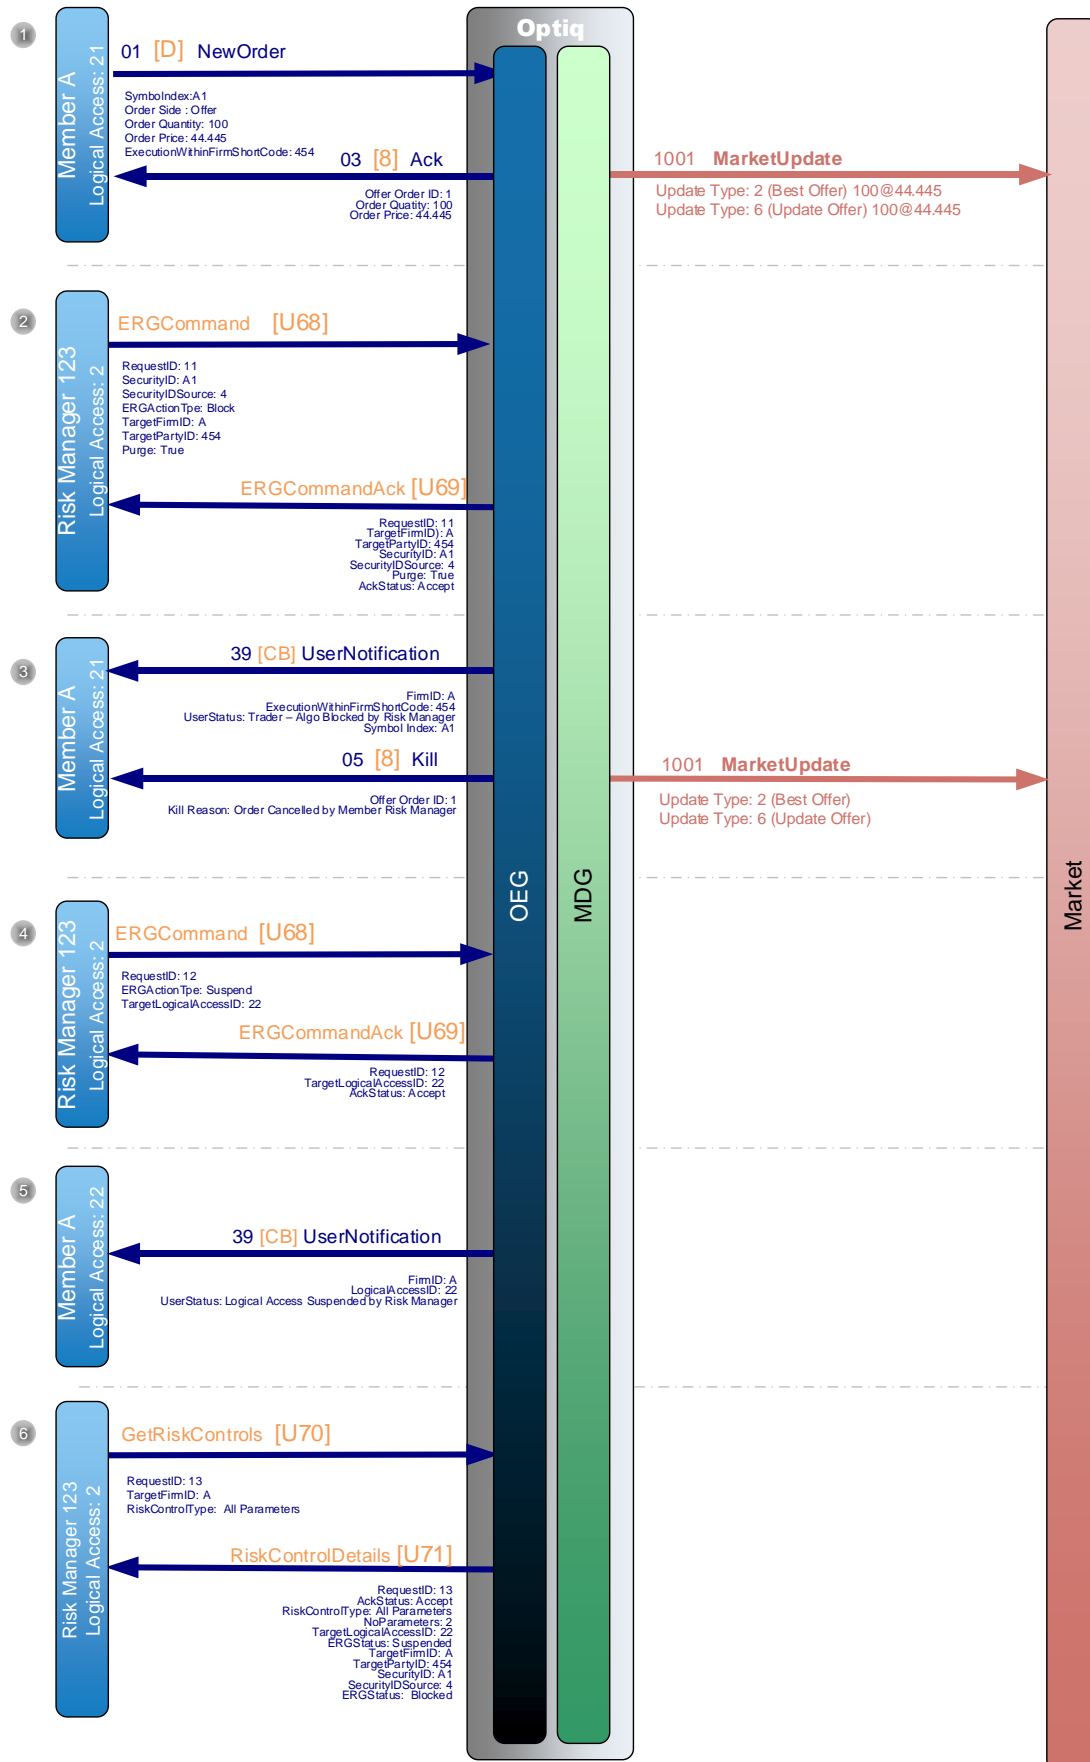 Optiq
1
Member A
Logical Access: 21
01 [D] NewOrder
SymbolIndex:A1
Order Side : Offer
Order Quantity: 100
Order Price: 44.445
ExecutionWithinFirmShortCode: 454
03 [8] Ack
Offer Order ID: 1
Order Quatity: 100
Order Price: 44.445
1001 MarketUpdate
Update Type: 2 (Best Offer) 100@44.445
Update Type: 6 (Update Offer) 100@44.445
2
Risk Manager 123
Logical Access: 2
ERGCommand [U68]
RequestID: 11
SecurityID: A1
SecurityIDSource: 4
ERGActionTpe: Block
TargetFirmID: A
TargetPartyID: 454
Purge: True
ERGCommandAck [U69]
RequestID: 11
TargetFirmID): A
TargetPartyID: 454
SecurityID: A1
SecurityIDSource: 4
Purge: True
AckStatus: Accept
3
Member A
Logical Access: 21
39 [CB] UserNotification
FirmID: A
ExecutionWithinFirmShortCode: 454
UserStatus: Trader – Algo Blocked by Risk Manager
Symbol Index: A1
05 [8] Kill
Offer Order ID: 1
Kill Reason: Order Cancelled by Member Risk Manager
1001 MarketUpdate
Update Type: 2 (Best Offer)
Update Type: 6 (Update Offer)
OEG
MDG
Market
4
Risk Manager 123
Logical Access: 2
ERGCommand [U68]
RequestID: 12
ERGActionTpe: Suspend
TargetLogicalAccessID: 22
ERGCommandAck [U69]
RequestID: 12
TargetLogicalAccessID: 22
AckStatus: Accept
5
Member A
Logical Access: 22
39 [CB] UserNotification
FirmID: A
LogicalAccessID: 22
UserStatus: Logical Access Suspended by Risk Manager
6
Risk Manager 123
Logical Access: 2
GetRiskControls [U70]
RequestID: 13
TargetFirmID: A
RiskControlType: All Parameters
RiskControlDetails [U71]
RequestID: 13
AckStatus: Accept
RiskControlType: All Parameters
NoParameters: 2
TargetLogicalAccessID: 22
ERGStatus: Suspended
TargetFirmID: A
TargetPartyID: 454
SecurityID: A1
SecurityIDSource: 4
ERGStatus: Blocked